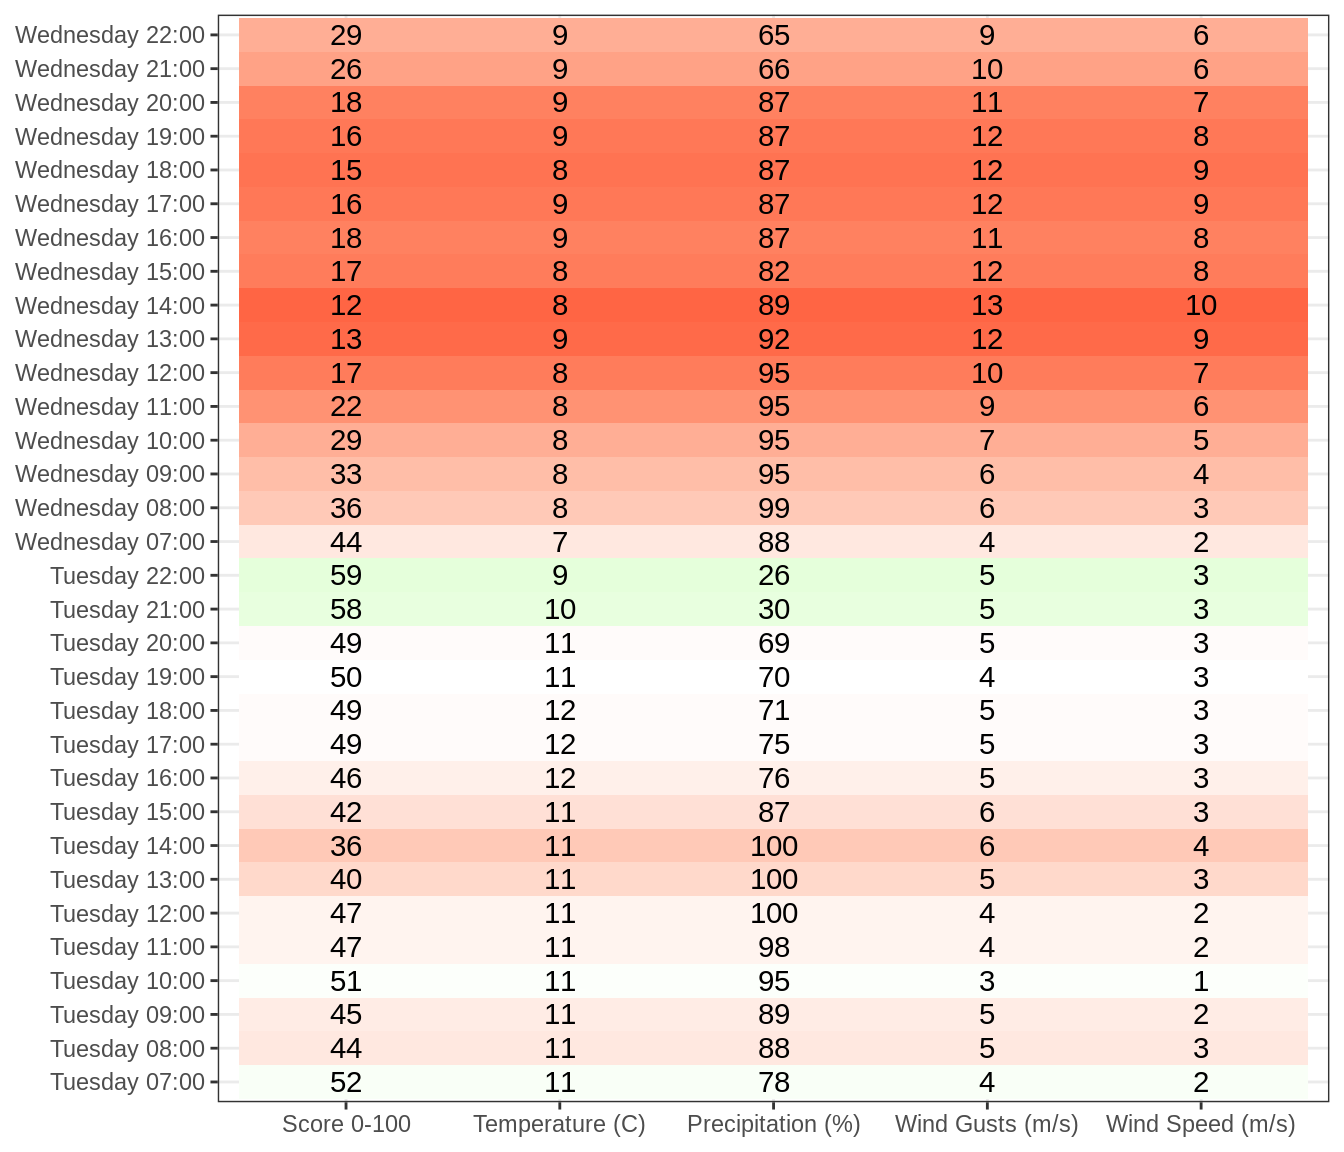 Wednesday 22:00 29 9 65 9 6
Wednesday 21:00 26 9 66 10 6
Wednesday 20:00 18 9 87 11 7
Wednesday 19:00 16 9 87 12 8
Wednesday 18:00 15 8 87 12 9
Wednesday 17:00 16 9 87 12 9
Wednesday 16:00 18 9 87 11 8
Wednesday 15:00 17 8 82 12 8
Wednesday 14:00 12 8 89 13 10
Wednesday 13:00 13 9 92 12 9
Wednesday 12:00 17 8 95 10 7
Wednesday 11:00 22 8 95 9 6
Wednesday 10:00 29 8 95 7 5
Wednesday 09:00 33 8 95 6 4
Wednesday 08:00 36 8 99 6 3
Wednesday 07:00 44 7 88 4 2
Tuesday 22:00 59 9 26 5 3
Tuesday 21:00 58 10 30 5 3
Tuesday 20:00 49 11 69 5 3
Tuesday 19:00 50 11 70 4 3
Tuesday 18:00 49 12 71 5 3
Tuesday 17:00 49 12 75 5 3
Tuesday 16:00 46 12 76 5 3
Tuesday 15:00 42 11 87 6 3
Tuesday 14:00 36 11 100 6 4
Tuesday 13:00 40 11 100 5 3
Tuesday 12:00 47 11 100 4 2
Tuesday 11:00 47 11 98 4 2
Tuesday 10:00 51 11 95 3 1
Tuesday 09:00 45 11 89 5 2
Tuesday 08:00 44 11 88 5 3
Tuesday 07:00 52 11 78 4 2
Score 0-100 Temperature (C) Precipitation (%) Wind Gusts (m/s) Wind Speed (m/s)